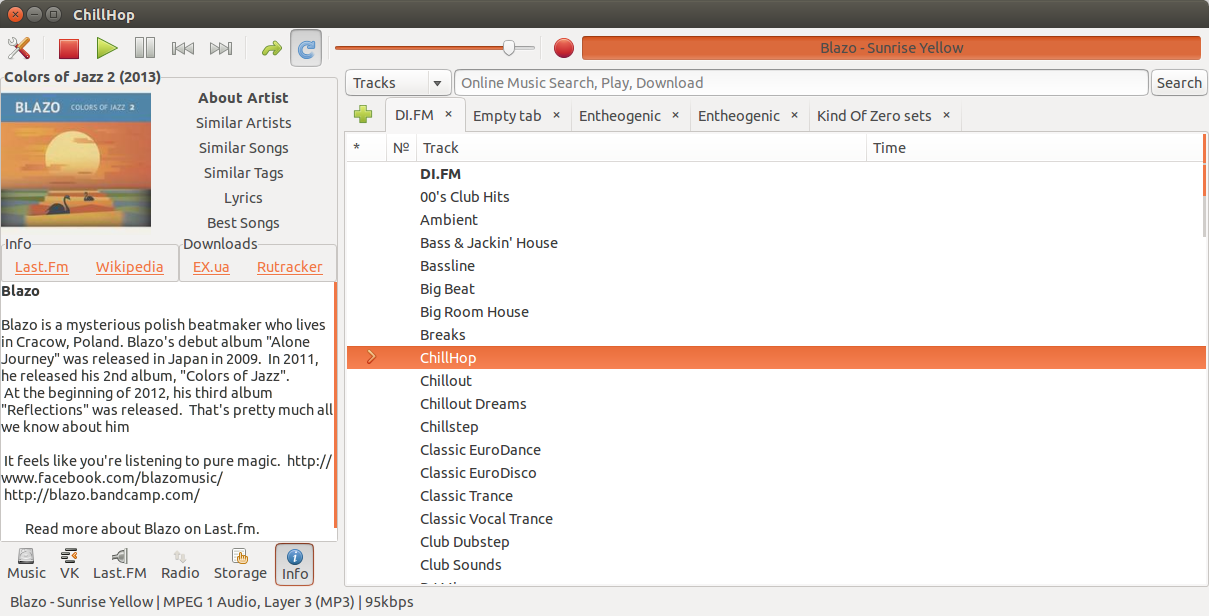 ChillHop
Blazo - Sunrise Yellow
Colors of Jazz 2 (2013)
BLAZO COLORS OF JAZZ 2
About Artist
Similar Artists
Similar Songs
Similar Tags
Lyrics
Best Songs
Info
Last.Fm Wikipedia
Downloads
EX.ua Rutracker
Blazo
Blazo is a mysterious polish beatmaker who lives
in Cracow, Poland. Blazo's debut album "Alone
Journey" was released in Japan in 2009. In 2011,
he released his 2nd album, "Colors of Jazz".
At the beginning of 2012, his third album
"Reflections" was released. That's pretty much all
we know about him
It feels like you're listening to pure magic. http://
www.facebook.com/blazomusic/
http://blazo.bandcamp.com/
Read more about Blazo on Last.fm.
Music VK Last.FM Radio Storage Info
Tracks Online Music Search, Play, Download Search
DI.FM × Empty tab × Entheogenic × Entheogenic × Kind Of Zero sets ×
* Nº Track Time
DI.FM
00's Club Hits
Ambient
Bass & Jackin' House
Bassline
Big Beat
Big Room House
Breaks
ChillHop
Chillout
Chillout Dreams
Chillstep
Classic EuroDance
Classic EuroDisco
Classic Trance
Classic Vocal Trance
Club Dubstep
Club Sounds
Blazo - Sunrise Yellow | MPEG 1 Audio, Layer 3 (MP3) | 95kbps